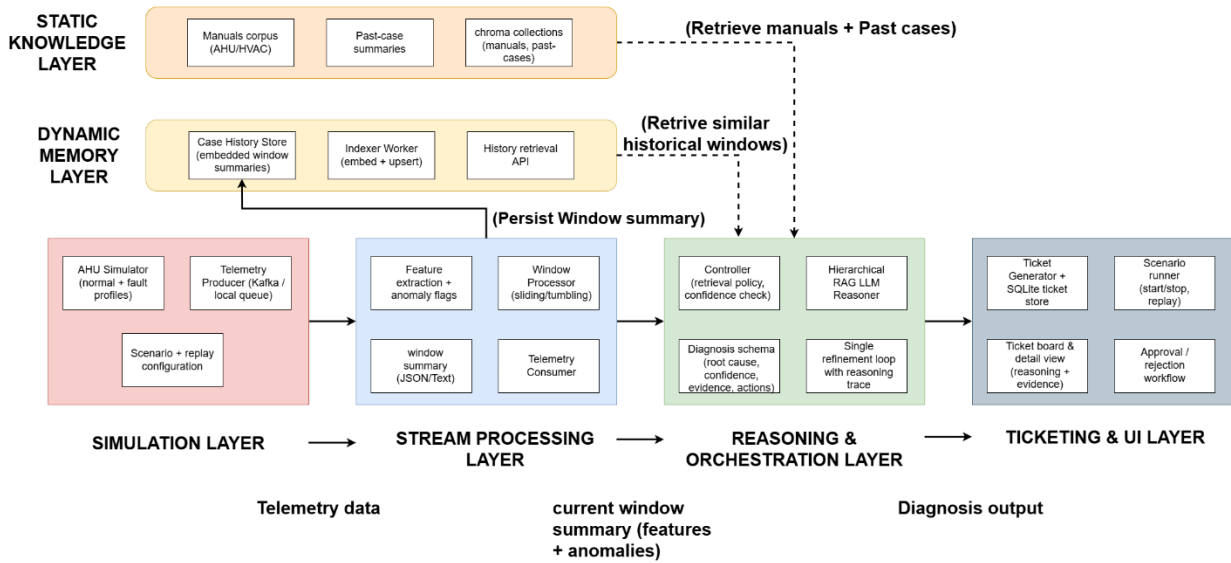 STATIC
KNOWLEDGE
LAYER
Manuals corpus
(AHU/HVAC)
Past-case
summaries
chroma collections
(manuals, past-
cases)
(Retrieve manuals + Past cases)
DYNAMIC
MEMORY
LAYER
Case History Store
(embedded window
summaries)
Indexer Worker
(embed + upsert)
History retrieval
API
(Retrive similar
historical windows)
(Persist Window summary)
AHU Simulator
(normal + fault
profiles)
Telemetry
Producer (Kafka /
local queue)
Scenario + replay
configuration
Feature
extraction +
anomaly flags
Window
Processor
(sliding/tumbling)
window
summary
(JSON/Text)
Telemetry
Consumer
Controller
(retrieval policy,
confidence check)
Hierarchical
RAG LLM
Reasoner
Diagnosis schema
(root cause,
confidence,
evidence, actions)
Single
refinement loop
with reasoning
trace
Ticket
Generator +
SQLite ticket
store
Scenario
runner
(start/stop,
replay)
Ticket board &
detail view
(reasoning +
evidence)
Approval /
rejection
workflow
SIMULATION LAYER
STREAM PROCESSING
LAYER
REASONING &
ORCHESTRATION LAYER
TICKETING & UI LAYER
Telemetry data
current window
summary (features
+ anomalies)
Diagnosis output